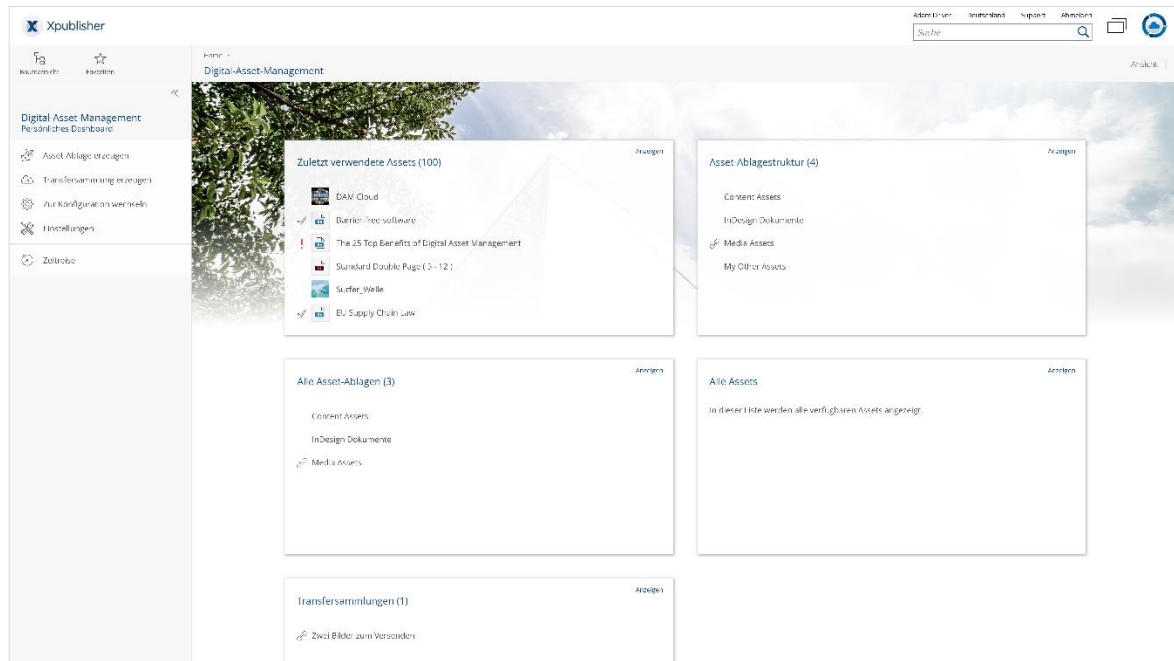 Xpublisher
Adam Driver Deutschland Support Abmelden
Suche
Baumansicht Favoriten
Home
Digital-Asset-Management
Ansicht
Digital-Asset-Management
Persönliches Dashboard
Asset-Ablage erzeugen
Transfersammlung erzeugen
Zur Konfiguration wechseln
Einstellungen
Zeitreise
Anzeigen
Zuletzt verwendete Assets (100)
DAM Cloud
Barrier-free-software
The 25 Top Benefits of Digital Asset Management
Standard Double Page ( 5 - 12 )
Surfer_Welle
EU Supply Chain Law
Anzeigen
Asset-Ablagestruktur (4)
Content Assets
InDesign Dokumente
Media Assets
My Other Assets
Anzeigen
Alle Asset-Ablagen (3)
Content Assets
InDesign Dokumente
Media Assets
Anzeigen
Alle Assets
In dieser Liste werden alle verfügbaren Assets angezeigt.
Anzeigen
Transfersammlungen (1)
Zwei Bilder zum Versenden